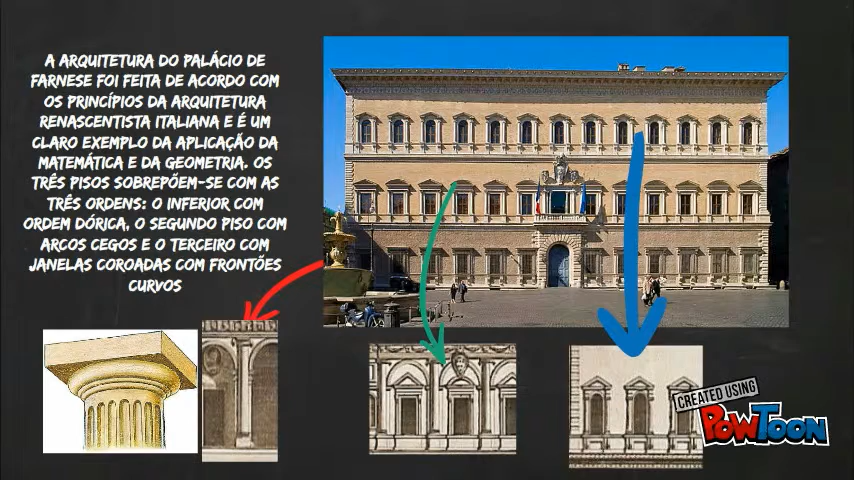 A ARQUITETURA DO PALÁCIO DE
FARNESE FOI FEITA DE ACORDO COM
OS PRINCÍPIOS DA ARQUITETURA
RENASCENTISTA ITALIANA E É UM
CLARO EXEMPLO DA APLICAÇÃO DA
MATEMÁTICA E DA GEOMETRIA. OS
TRÊS PISOS SOBREPÕEM-SE COM AS
TRÊS ORDENS: O INFERIOR COM
ORDEM DÓRICA, O SEGUNDO PISO COM
ARCOS CEGOS E O TERCEIRO COM
JANELAS COROADAS COM FRONTÕES
CURVOS
CREATED USING
POWTOON